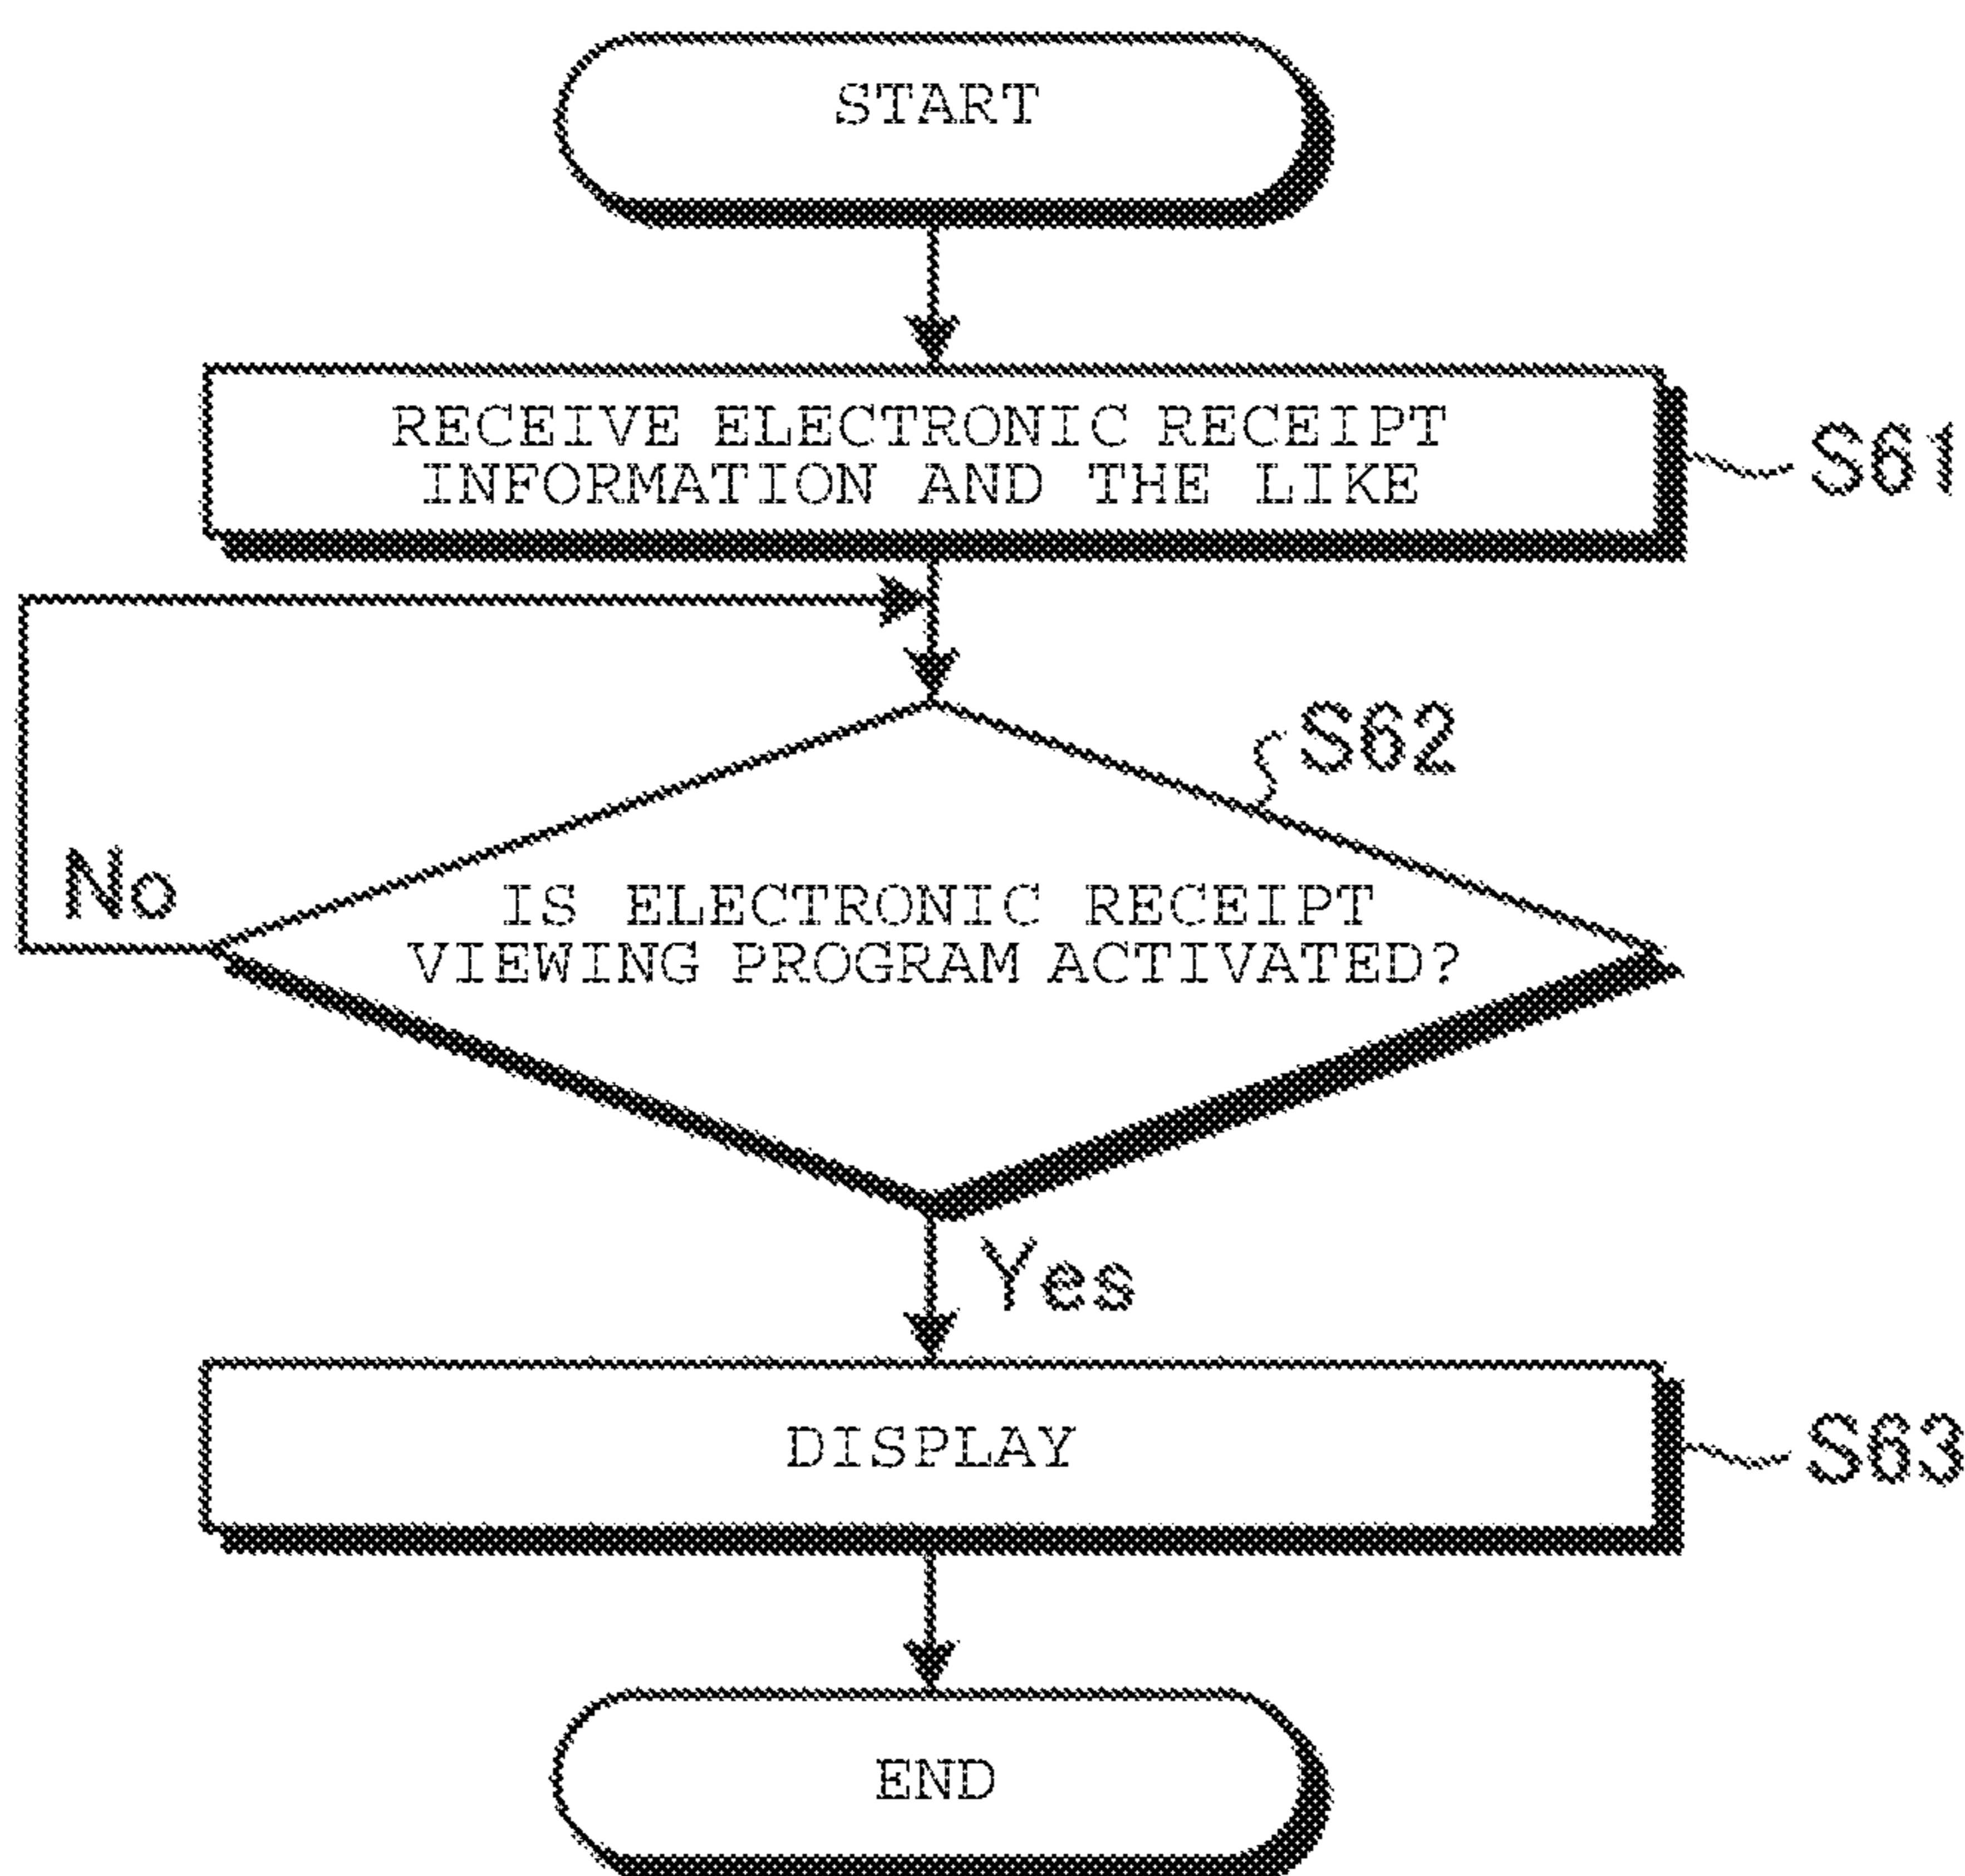 START
RECEIVE ELECTRONIC RECEIPT
INFORMATION AND THE LIKE
S61
S62
No
IS ELECTRONIC RECEIPT
VIEWING PROGRAM ACTIVATED?
Yes
DISPLAY
S63
END